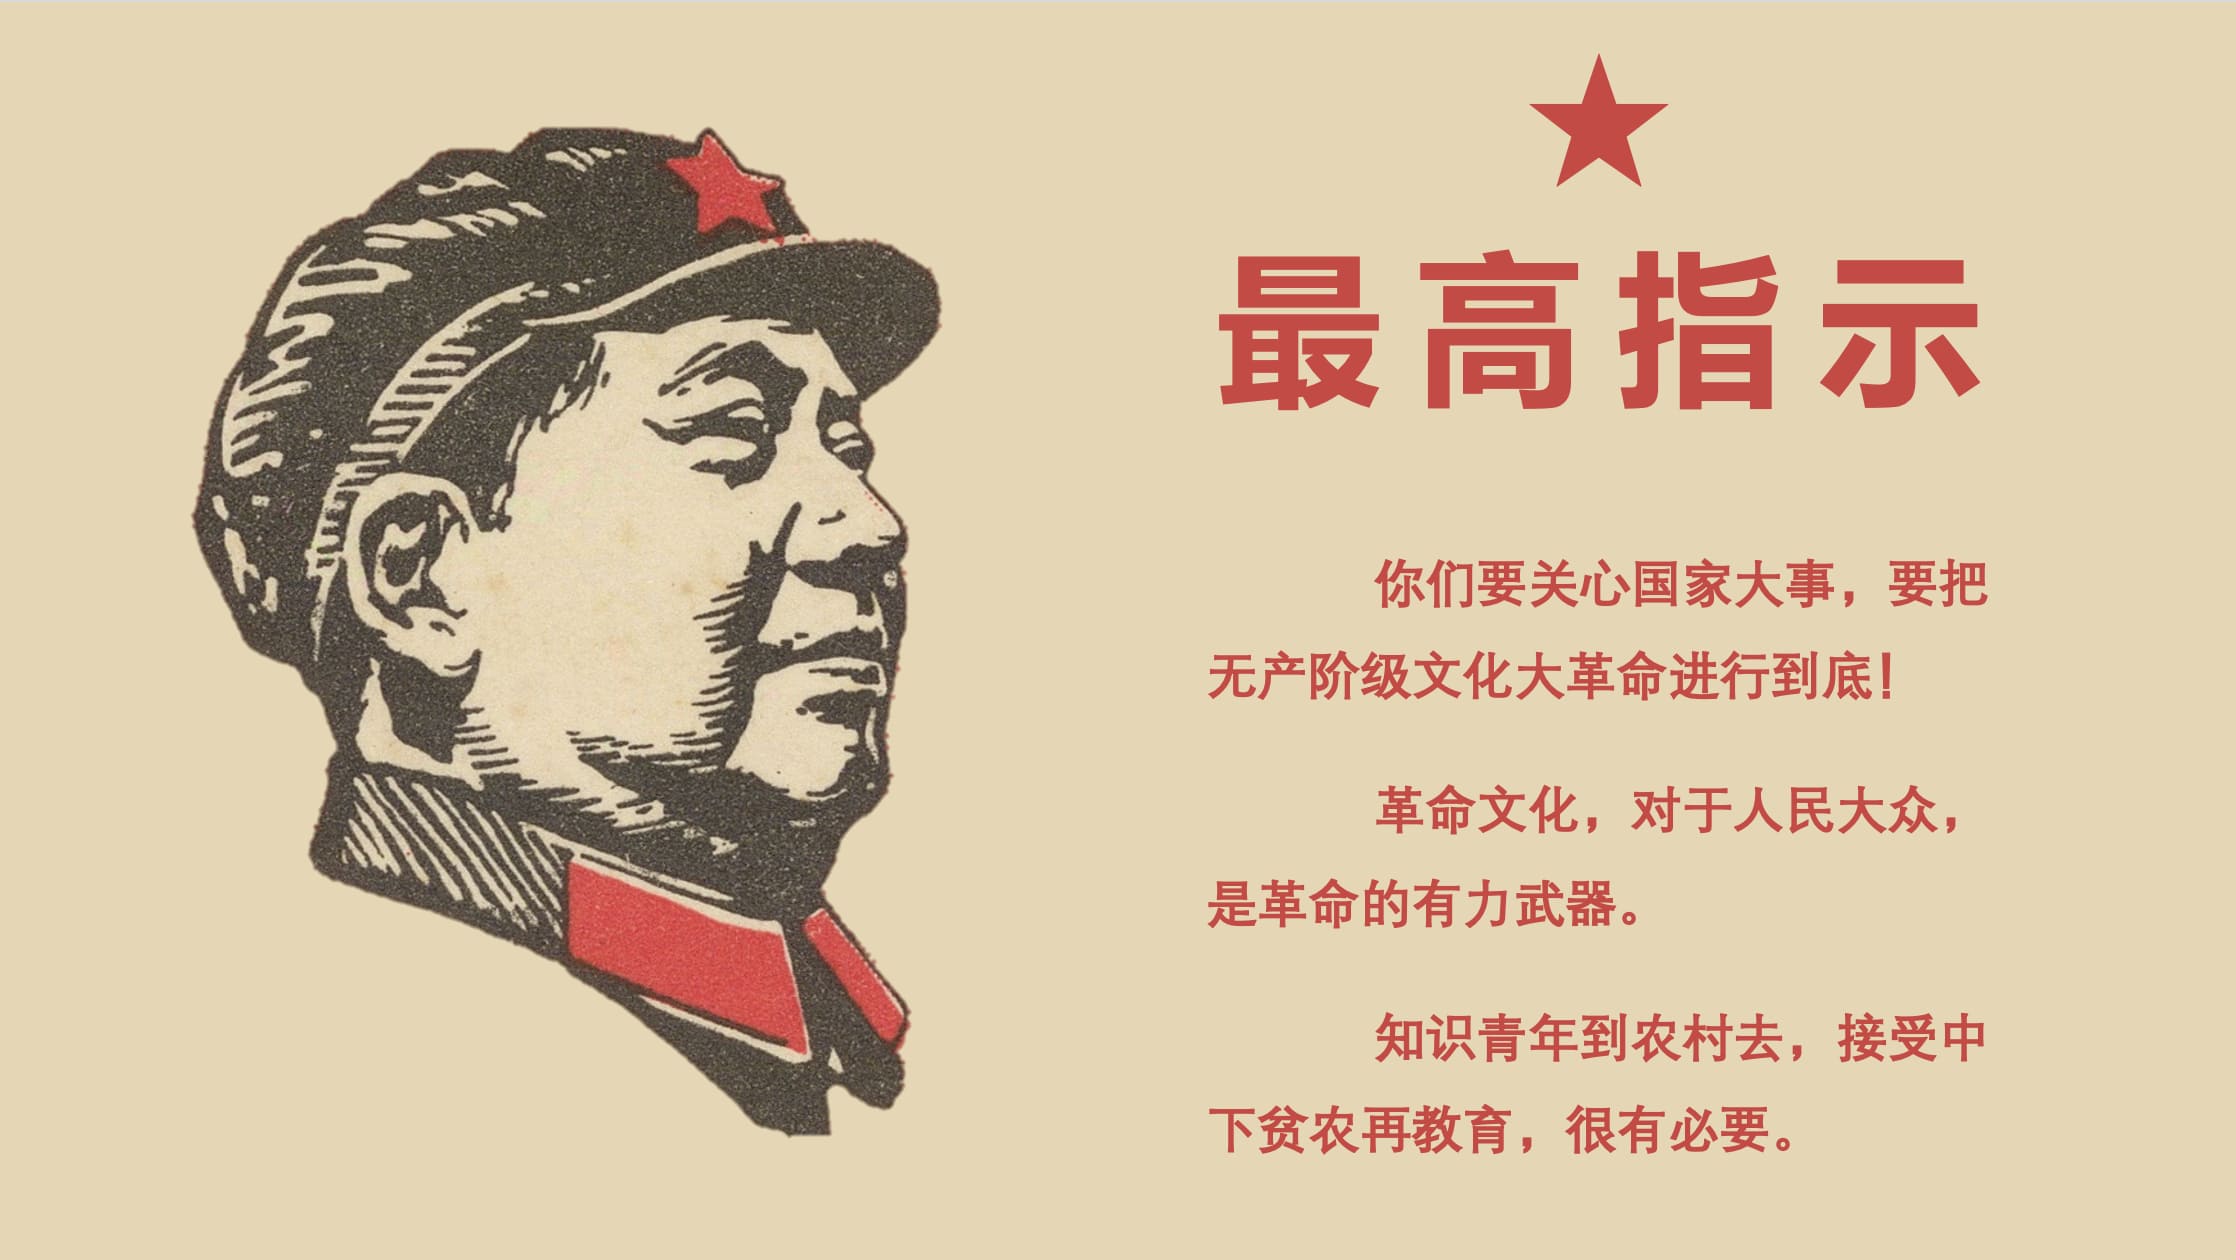 最高指示
你们要关心国家大事，要把
无产阶级文化大革命进行到底！
革命文化，对于人民大众，
是革命的有力武器。
知识青年到农村去，接受中
下贫农再教育，很有必要。